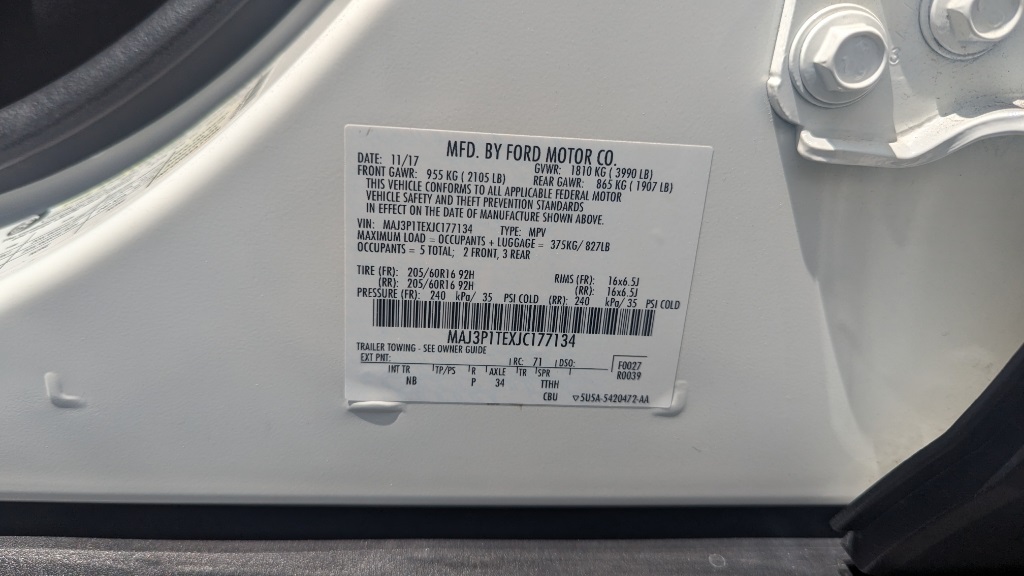 MFD. BY FORD MOTOR CO.
DATE: 11/17 GVWR: 1810 KG ( 3990 LB)
FRONT GAWR: 955 KG ( 2105 LB) REAR GAWR: 865 KG ( 1907 LB)
THIS VEHICLE CONFORMS TO ALL APPLICABLE FEDERAL MOTOR
VEHICLE SAFETY AND THEFT PREVENTION STANDARDS
IN EFFECT ON THE DATE OF MANUFACTURE SHOWN ABOVE.
VIN: MAJ3P1TEXJC177134 TYPE: MPV
MAXIMUM LOAD = OCCUPANTS + LUGGAGE = 375KG/ 827LB
OCCUPANTS = 5 TOTAL; 2 FRONT, 3 REAR
TIRE (FR): 205/60R16 92H RIMS (FR): 16x6.5J
(RR): 205/60R16 92H (RR): 16x6.5J
PRESSURE (FR): 240 kPa/ 35 PSI COLD (RR): 240 kPa/ 35 PSI COLD
MAJ3P1TEXJC177134
TRAILER TOWING - SEE OWNER GUIDE
EXT PNT: RC: 71 DSO: F0027
INT TR TP/PS R AXLE TR SPR R0039
NB P 34 TTHH
CBU ▽SU5A-5420472-AA